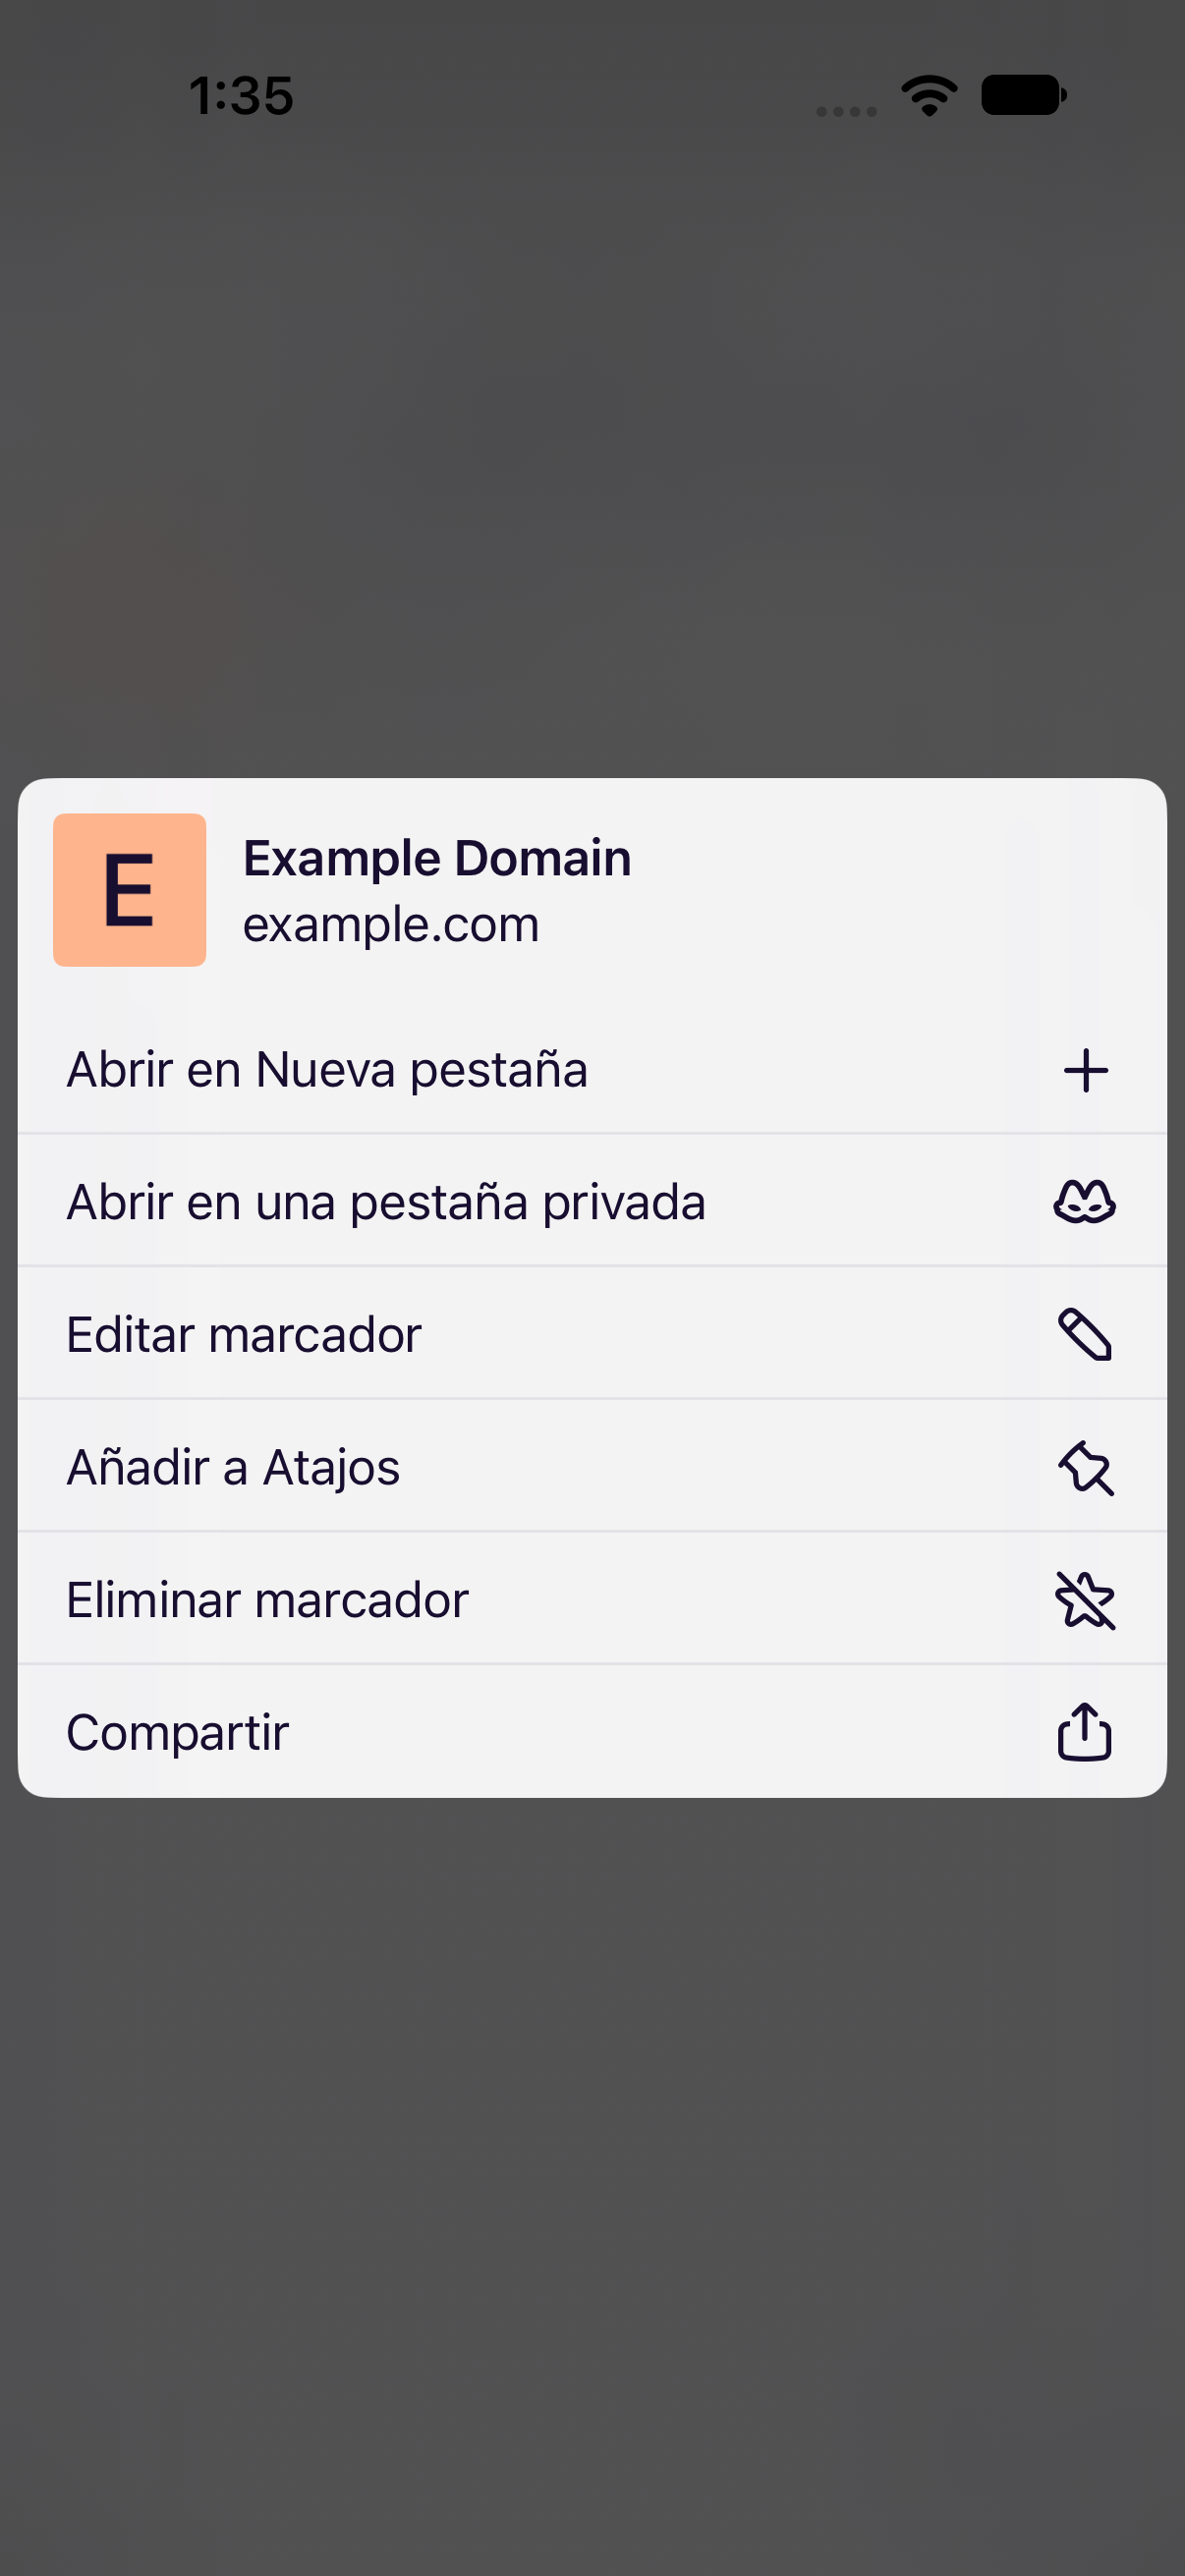 1:35
E
Example Domain
example.com
Abrir en Nueva pestaña
Abrir en una pestaña privada
Editar marcador
Añadir a Atajos
Eliminar marcador
Compartir